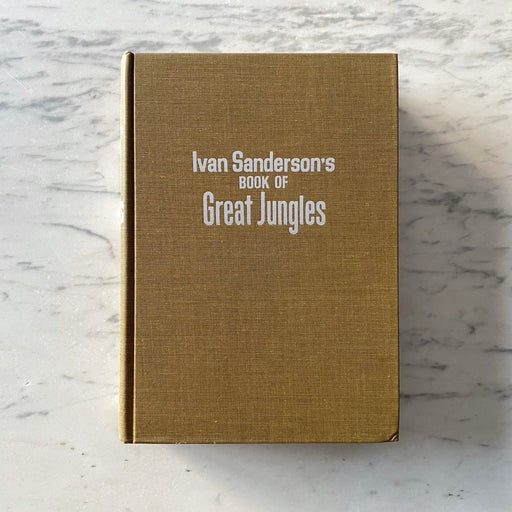 Ivan Sanderson's
BOOK OF
Great Jungles